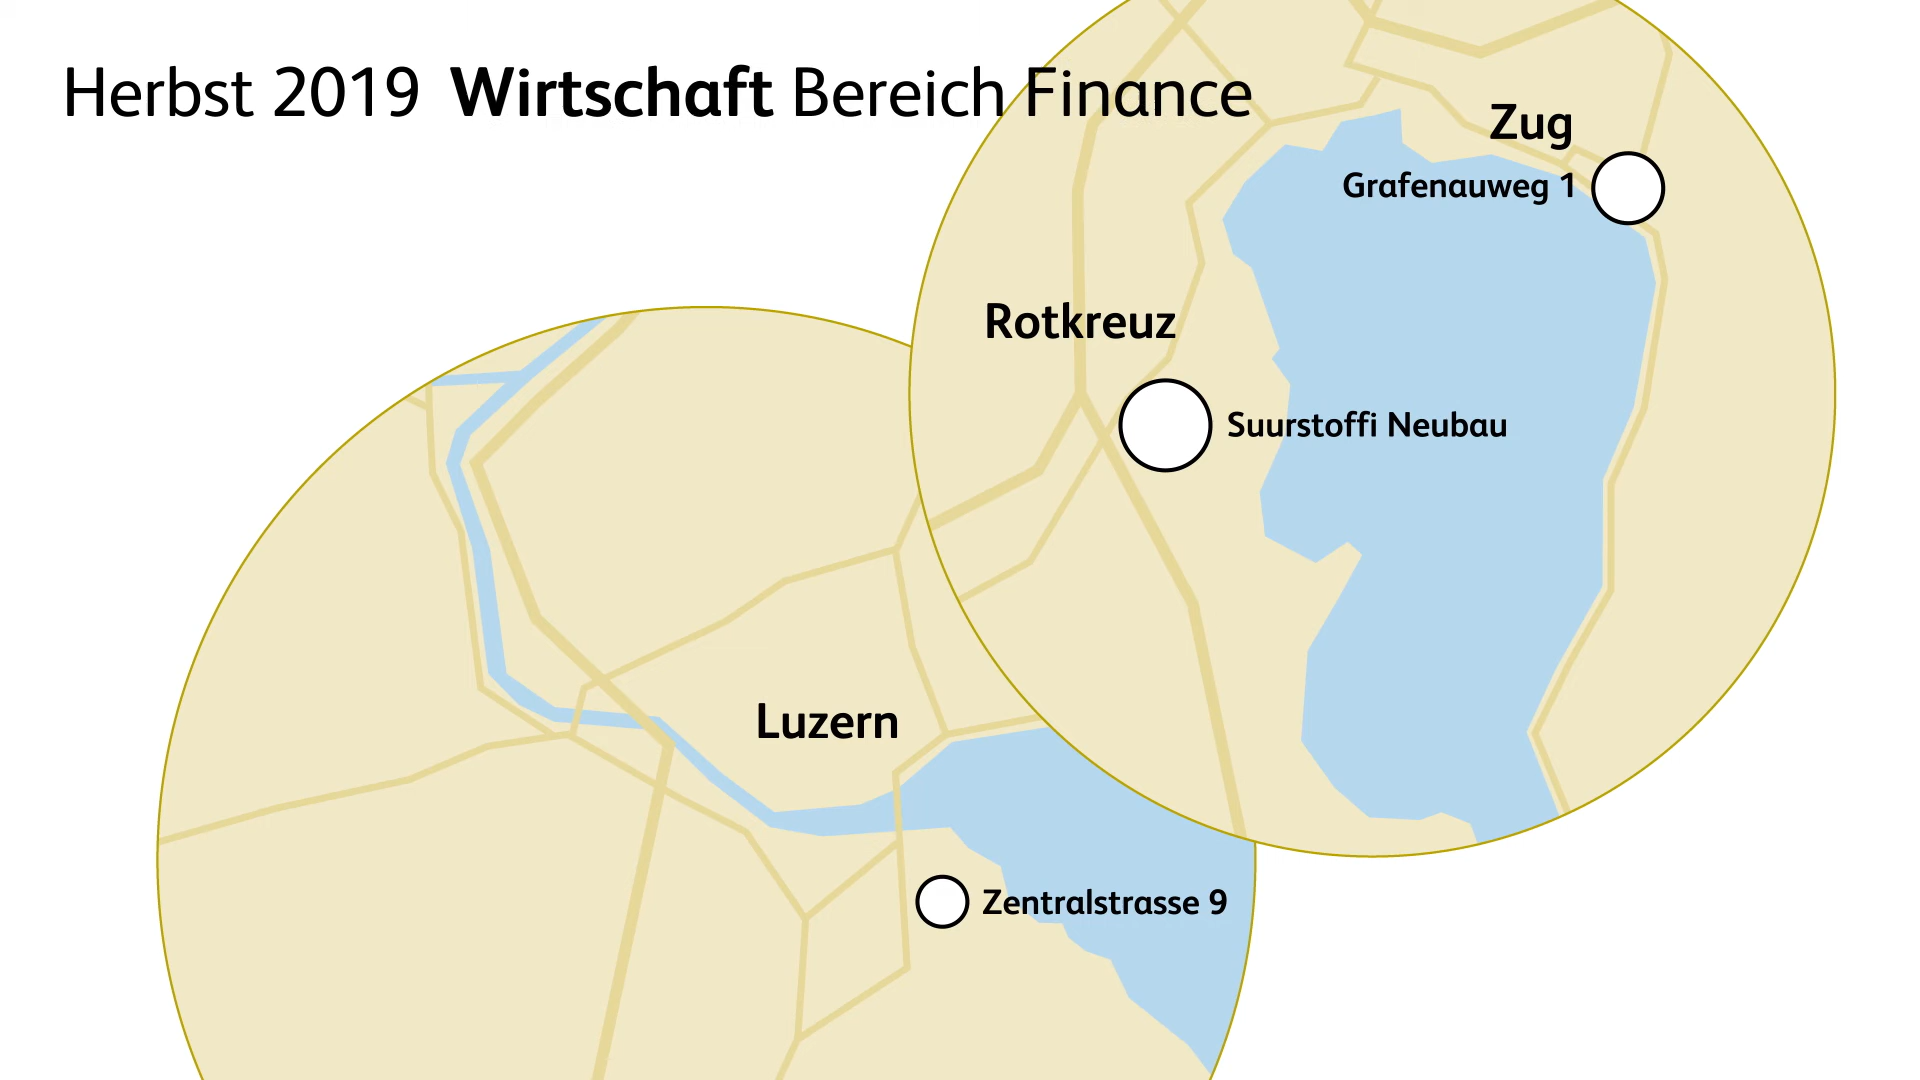 Herbst 2019 Wirtschaft Bereich Finance
Zug
Grafenauweg 1
Rotkreuz
Suurstoffi Neubau
Luzern
Zentralstrasse 9